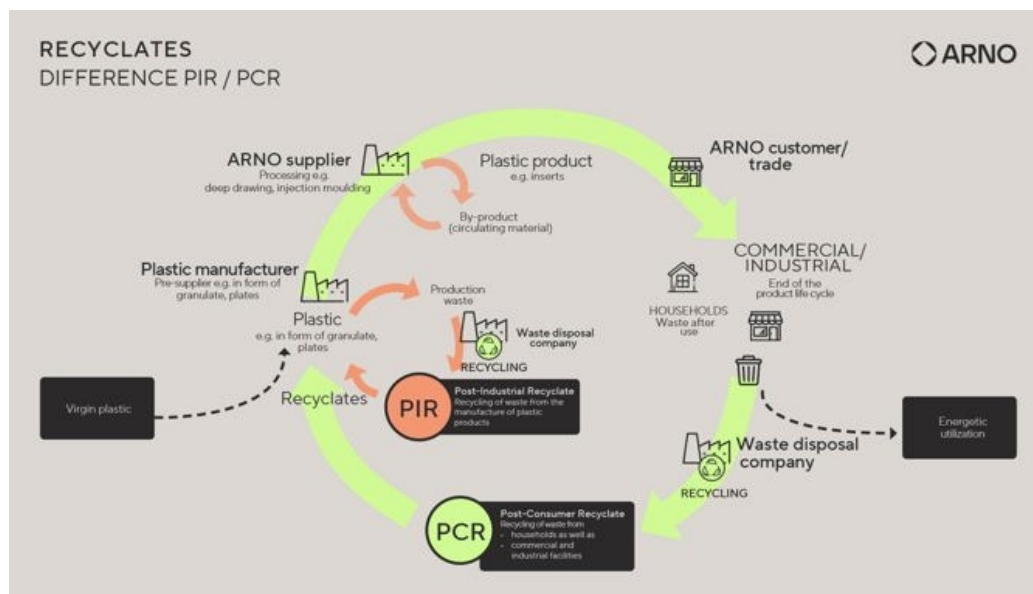 RECYCLATES
DIFFERENCE PIR / PCR
ARNO
ARNO supplier
Processing e.g.
deep drawing, injection moulding
Plastic product
e.g. inserts
By-product
(circulating material)
ARNO customer/
trade
COMMERCIAL/
INDUSTRIAL
End of the
product life cycle
HOUSEHOLDS
Waste after
use
Plastic manufacturer
Pre-supplier e.g. in form of
granulate, plates
Plastic
e.g. in form of granulate,
plates
Production
waste
Waste disposal
company
RECYCLING
Virgin plastic
Recyclates
PIR
Post-Industrial Recyclate
Recycling of waste from the
manufacture of plastic
products
Energetic
utilization
Waste disposal
company
RECYCLING
PCR
Post-Consumer Recyclate
Recycling of waste from
- households as well as
- commercial and
industrial facilities